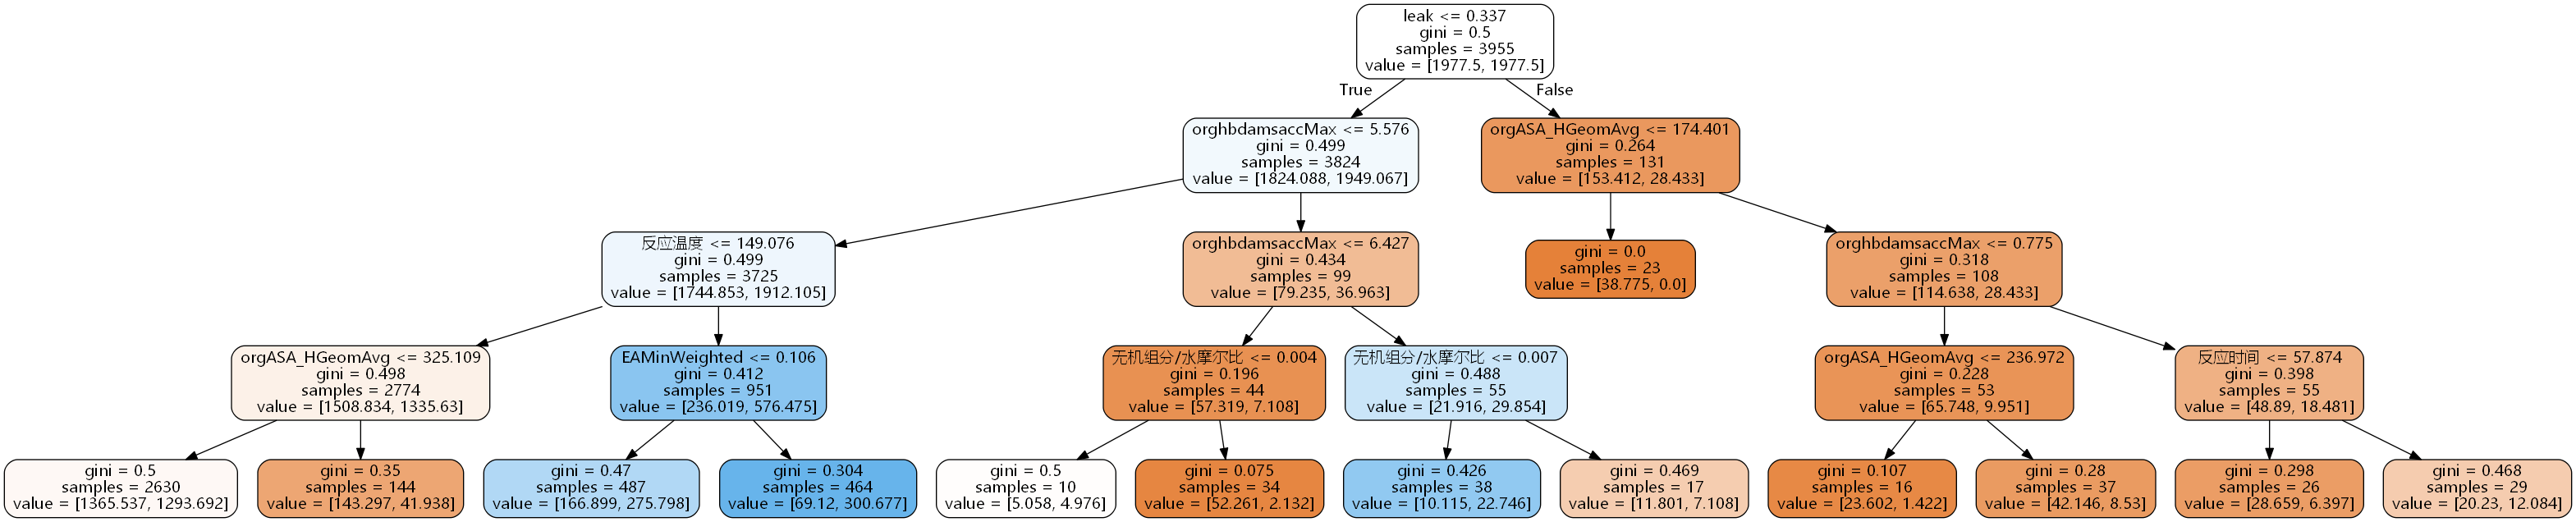 leak <= 0.337
gini = 0.5
samples = 3955
value = [1977.5, 1977.5]
True
False
orghbdamsaccMax <= 5.576
gini = 0.499
samples = 3824
value = [1824.088, 1949.067]
orgASA_HGeomAvg <= 174.401
gini = 0.264
samples = 131
value = [153.412, 28.433]
反应温度 <= 149.076
gini = 0.499
samples = 3725
value = [1744.853, 1912.105]
orghbdamsaccMax <= 6.427
gini = 0.434
samples = 99
value = [79.235, 36.963]
gini = 0.0
samples = 23
value = [38.775, 0.0]
orghbdamsaccMax <= 0.775
gini = 0.318
samples = 108
value = [114.638, 28.433]
orgASA_HGeomAvg <= 325.109
gini = 0.498
samples = 2774
value = [1508.834, 1335.63]
EAMinWeighted <= 0.106
gini = 0.412
samples = 951
value = [236.019, 576.475]
无机组分/水摩尔比 <= 0.004
gini = 0.196
samples = 44
value = [57.319, 7.108]
无机组分/水摩尔比 <= 0.007
gini = 0.488
samples = 55
value = [21.916, 29.854]
orgASA_HGeomAvg <= 236.972
gini = 0.228
samples = 53
value = [65.748, 9.951]
反应时间 <= 57.874
gini = 0.398
samples = 55
value = [48.89, 18.481]
gini = 0.5
samples = 2630
value = [1365.537, 1293.692]
gini = 0.35
samples = 144
value = [143.297, 41.938]
gini = 0.47
samples = 487
value = [166.899, 275.798]
gini = 0.304
samples = 464
value = [69.12, 300.677]
gini = 0.5
samples = 10
value = [5.058, 4.976]
gini = 0.075
samples = 34
value = [52.261, 2.132]
gini = 0.426
samples = 38
value = [10.115, 22.746]
gini = 0.469
samples = 17
value = [11.801, 7.108]
gini = 0.107
samples = 16
value = [23.602, 1.422]
gini = 0.28
samples = 37
value = [42.146, 8.53]
gini = 0.298
samples = 26
value = [28.659, 6.397]
gini = 0.468
samples = 29
value = [20.23, 12.084]